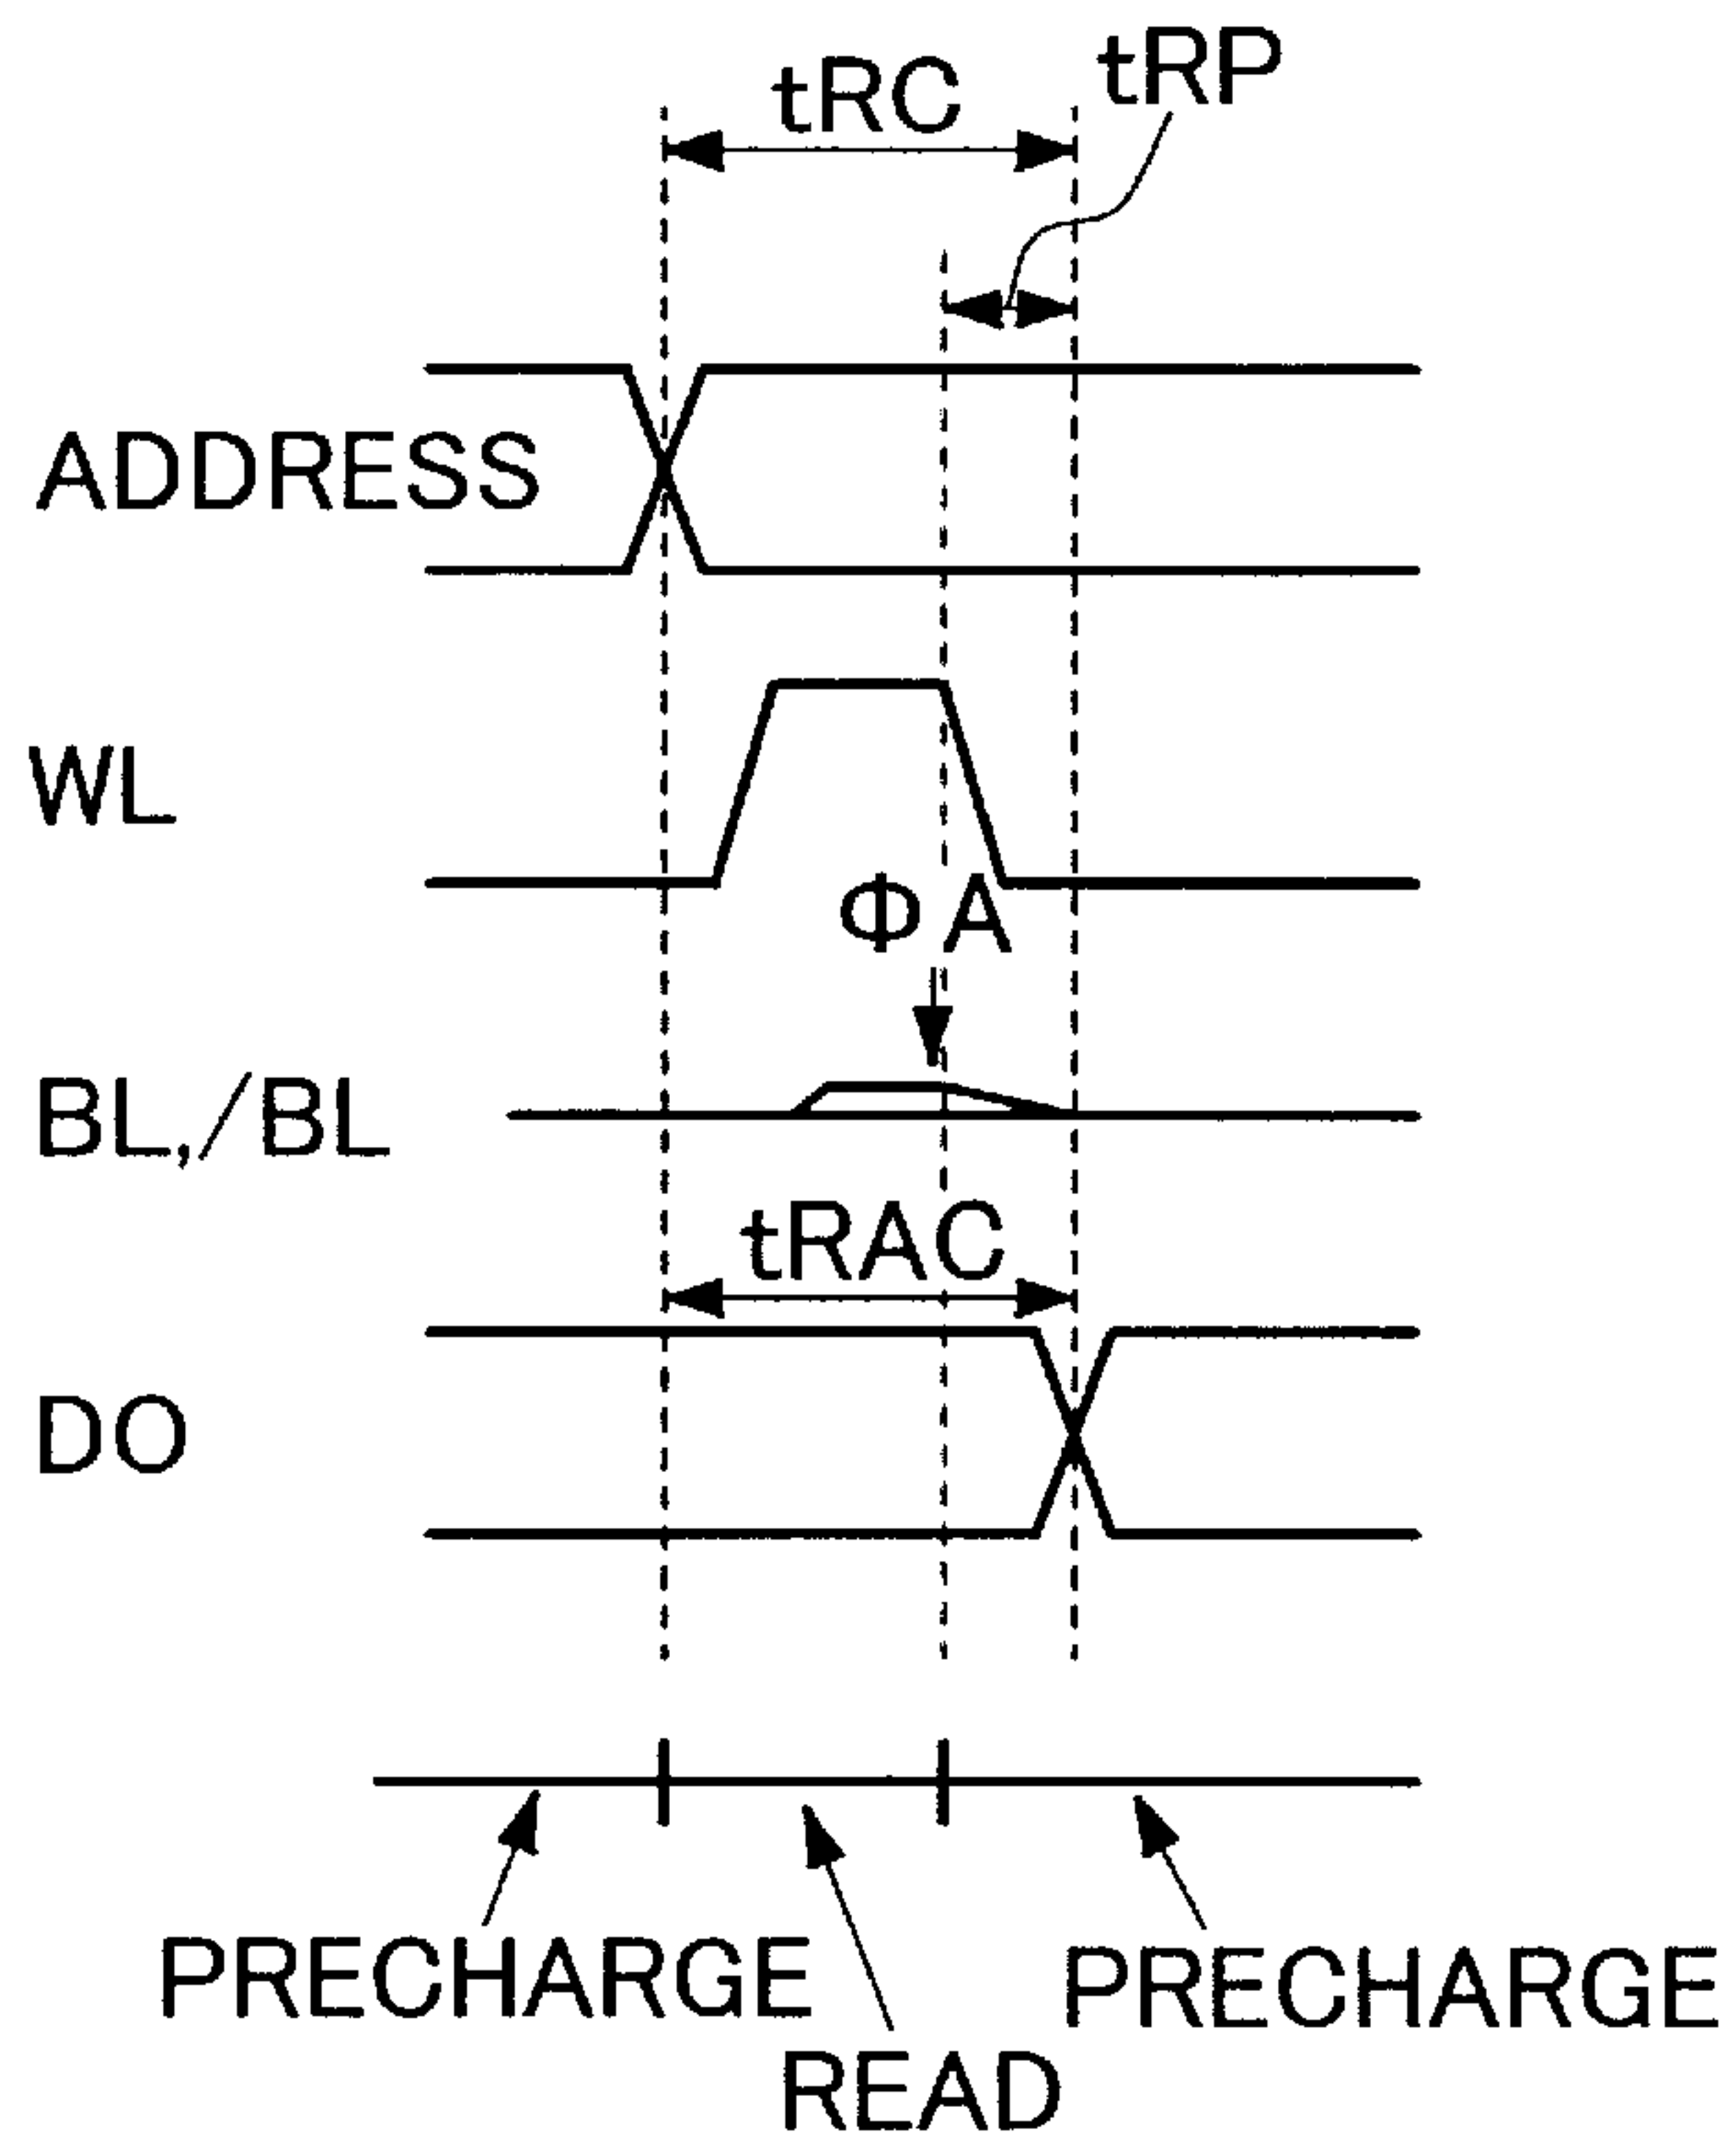 tRP
tRC
ADDRESS
WL
ΦA
BL,/BL
tRAC
DO
PRECHARGE
PRECHARGE
READ